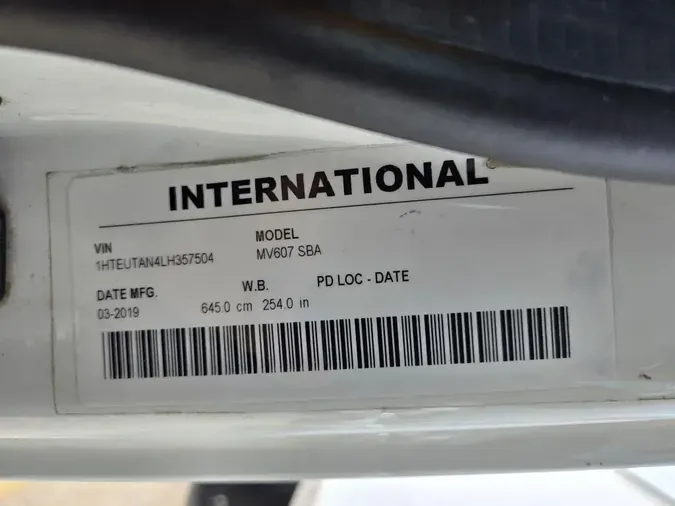 INTERNATIONAL
VIN MODEL
1HTEUTAN4LH357504 MV607 SBA
DATE MFG. W.B. PD LOC - DATE
03-2019 645.0 cm 254.0 in